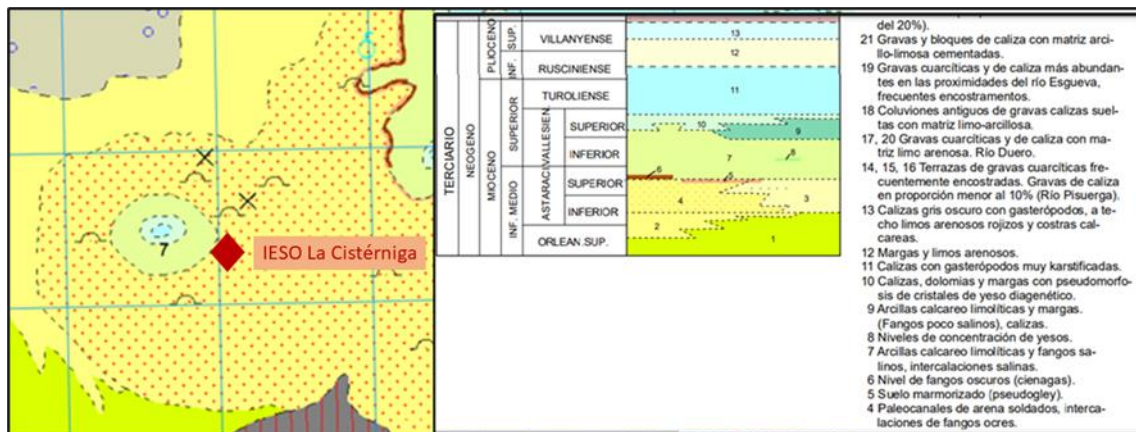 7
IESO La Cistérniga
TERCIARIO
NEOGENO
PLIOCENO
MIOCENO
SUP.
INF.
SUPERIOR
INF. MEDIO
VILLANYENSE
RUSCINIENSE
TUROLIENSE
VALLESIEN.
SUPERIOR
INFERIOR
ASTARAC.
SUPERIOR
INFERIOR
ORLEAN.SUP.
13
12
11
10
9
7
8
6
5
4
3
2
1
del 20%).
21 Gravas y bloques de caliza con matriz arci-
llo-limosa cementadas.
19 Gravas cuarcíticas y de caliza más abundan-
tes en las proximidades del río Esgueva,
frecuentes encostramentos.
18 Coluviones antiguos de gravas calizas suel-
tas con matriz limo-arcillosa.
17, 20 Gravas cuarcíticas y de caliza con ma-
triz limo arenosa. Río Duero.
14, 15, 16 Terrazas de gravas cuarcíticas fre-
cuentemente encostradas. Gravas de caliza
en proporción menor al 10% (Río Pisuerga).
13 Calizas gris oscuro con gasterópodos, a te-
cho limos arenosos rojizos y costras cal-
careas.
12 Margas y limos arenosos.
11 Calizas con gasterópodos muy karstificadas.
10 Calizas, dolomias y margas con pseudomorfo-
sis de cristales de yeso diagenético.
9 Arcillas calcareo limolíticas y margas.
(Fangos poco salinos), calizas.
8 Niveles de concentración de yesos.
7 Arcillas calcareo limolíticas y fangos sa-
linos, intercalaciones salinas.
6 Nivel de fangos oscuros (cienagas).
5 Suelo marmorizado (pseudogley).
4 Paleocanales de arena soldados, interca-
laciones de fangos ocres.